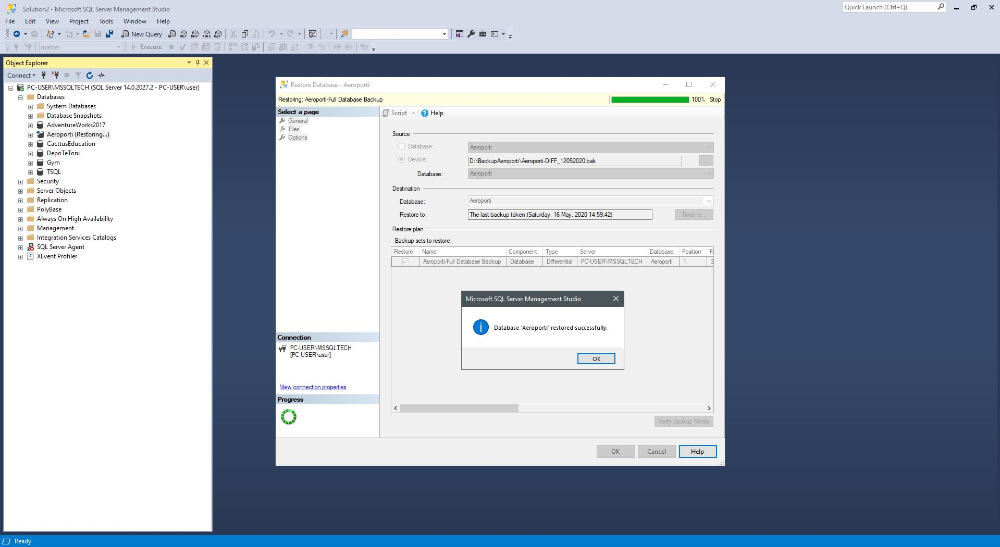 Solution2 - Microsoft SQL Server Management Studio
Quick Launch (Ctrl+Q)
File Edit View Project Tools Window Help
New Query MDX DMX XMLA DAX
master Execute
Object Explorer
Connect
PC-USER\MSSQLTECH (SQL Server 14.0.2027.2 - PC-USER\user)
Databases
System Databases
Database Snapshots
AdventureWorks2017
Aeroporti (Restoring...)
CacttusEducation
DepoTeToni
Gym
TSQL
Security
Server Objects
Replication
PolyBase
Always On High Availability
Management
Integration Services Catalogs
SQL Server Agent
XEvent Profiler
Restore Database - Aeroporti
Restoring: Aeroporti-Full Database Backup 100% Stop
Select a page
General
Files
Options
Script Help
Source
Database: Aeroporti
Device: D:\BackupAeroporti\Aeroporti-DIFF_12052020.bak ...
Database: Aeroporti
Destination
Database: Aeroporti
Restore to: The last backup taken (Saturday, 16 May, 2020 14:59:42) Timeline...
Restore plan
Backup sets to restore:
Restore Name Component Type Server Database Position Fi
Aeroporti-Full Database Backup Database Differential PC-USER\MSSQLTECH Aeroporti 1 3
Microsoft SQL Server Management Studio
Database 'Aeroporti' restored successfully.
OK
Connection
PC-USER\MSSQLTECH
[PC-USER\user]
View connection properties
Progress
Verify Backup Media
OK Cancel Help
Ready